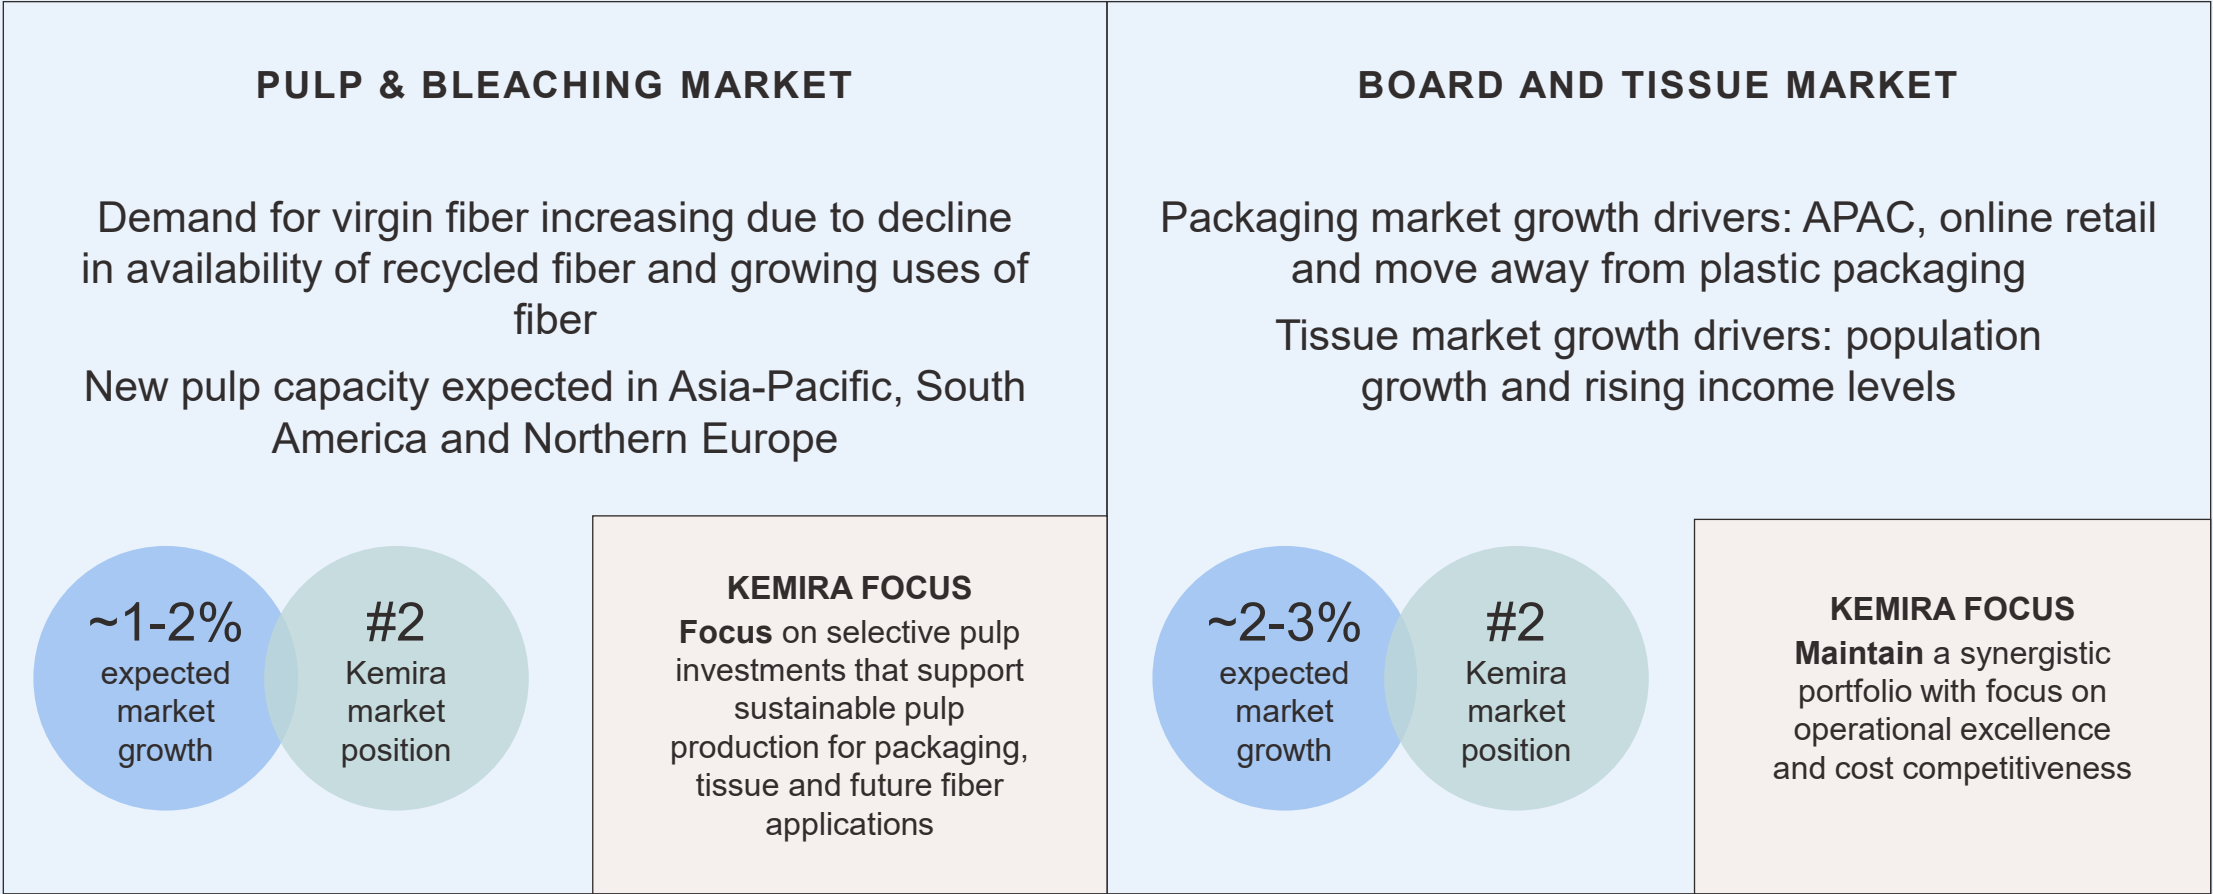 PULP & BLEACHING MARKET
Demand for virgin fiber increasing due to decline
in availability of recycled fiber and growing uses of
fiber
New pulp capacity expected in Asia-Pacific, South
America and Northern Europe
~1-2%
expected
market
growth
#2
Kemira
market
position
KEMIRA FOCUS
Focus on selective pulp
investments that support
sustainable pulp
production for packaging,
tissue and future fiber
applications
BOARD AND TISSUE MARKET
Packaging market growth drivers: APAC, online retail
and move away from plastic packaging
Tissue market growth drivers: population
growth and rising income levels
~2-3%
expected
market
growth
#2
Kemira
market
position
KEMIRA FOCUS
Maintain a synergistic
portfolio with focus on
operational excellence
and cost competitiveness